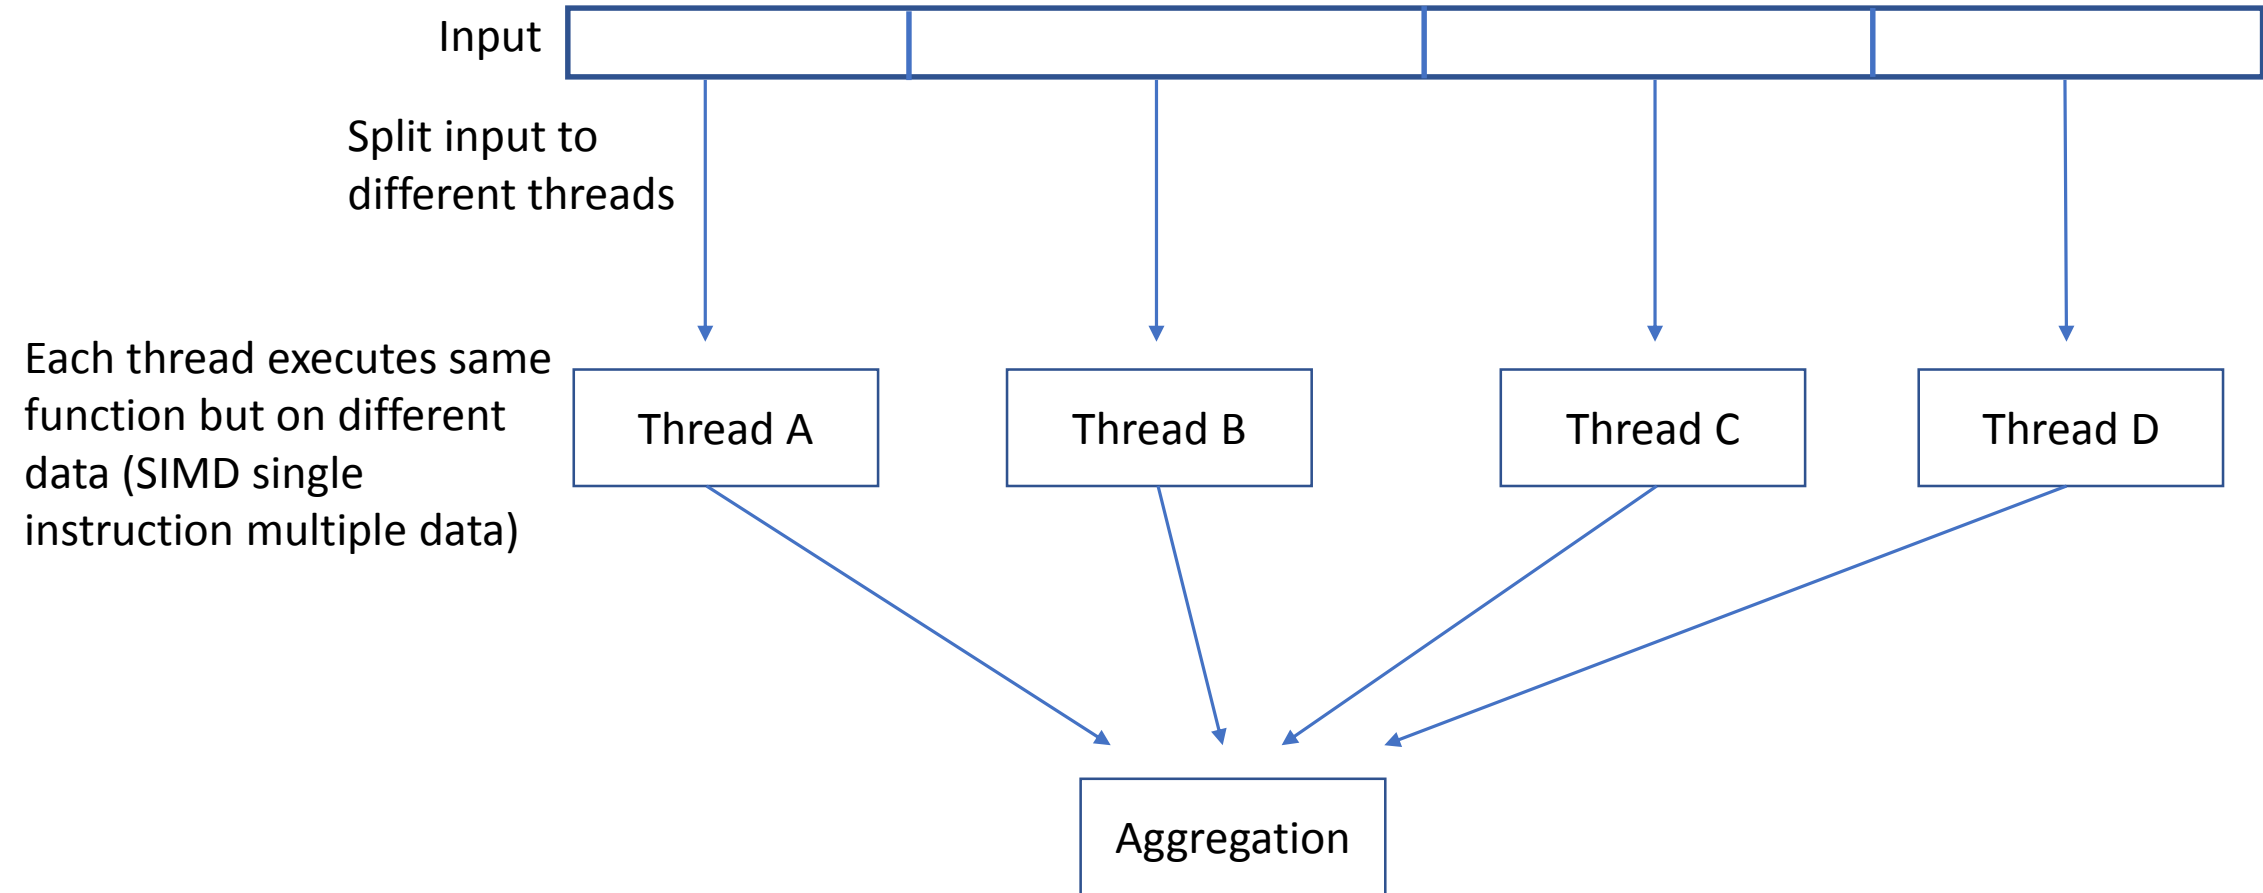 Input
Split input to
different threads
Each thread executes same
function but on different
data (SIMD single
instruction multiple data)
Thread A
Thread B
Thread C
Thread D
Aggregation